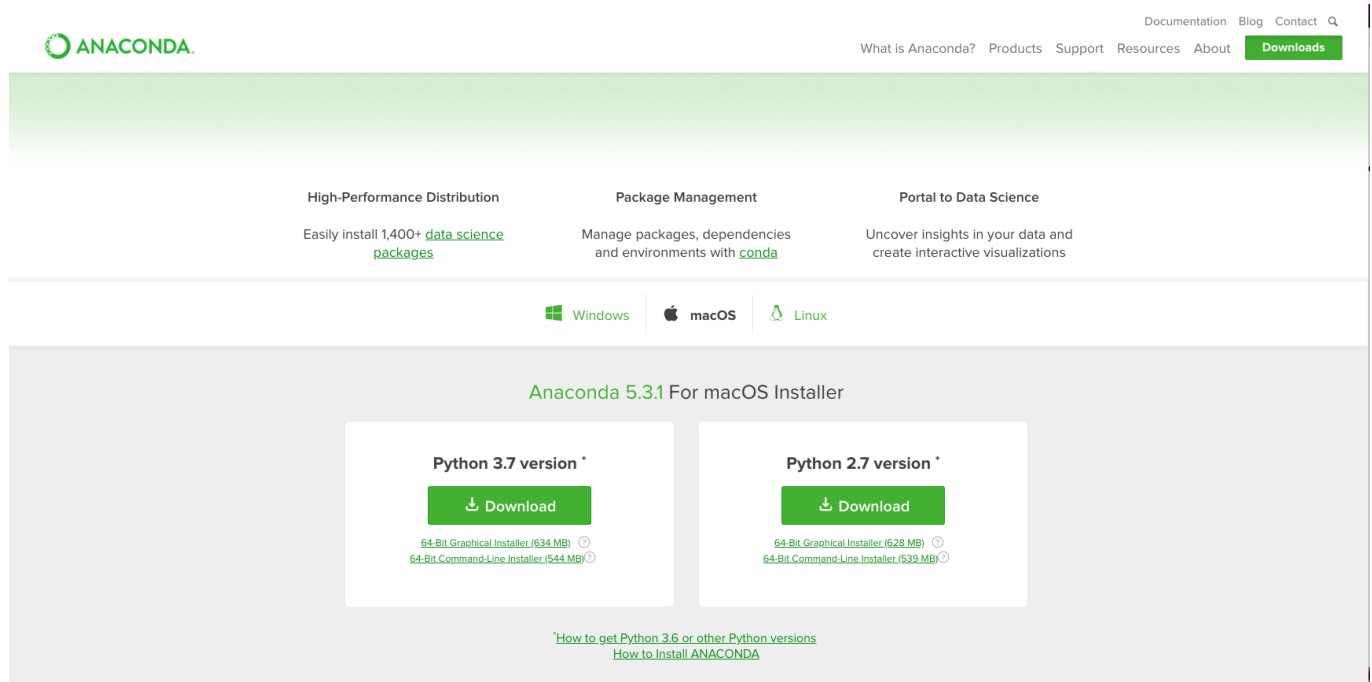 Documentation Blog Contact
ANACONDA.
What is Anaconda? Products Support Resources About Downloads
High-Performance Distribution
Easily install 1,400+ data science
packages
Package Management
Manage packages, dependencies
and environments with conda
Portal to Data Science
Uncover insights in your data and
create interactive visualizations
Windows
macOS
Linux
Anaconda 5.3.1 For macOS Installer
Python 3.7 version *
Download
64-Bit Graphical Installer (634 MB) ?
64-Bit Command-Line Installer (544 MB) ?
Python 2.7 version *
Download
64-Bit Graphical Installer (628 MB) ?
64-Bit Command-Line Installer (539 MB) ?
*How to get Python 3.6 or other Python versions
How to Install ANACONDA